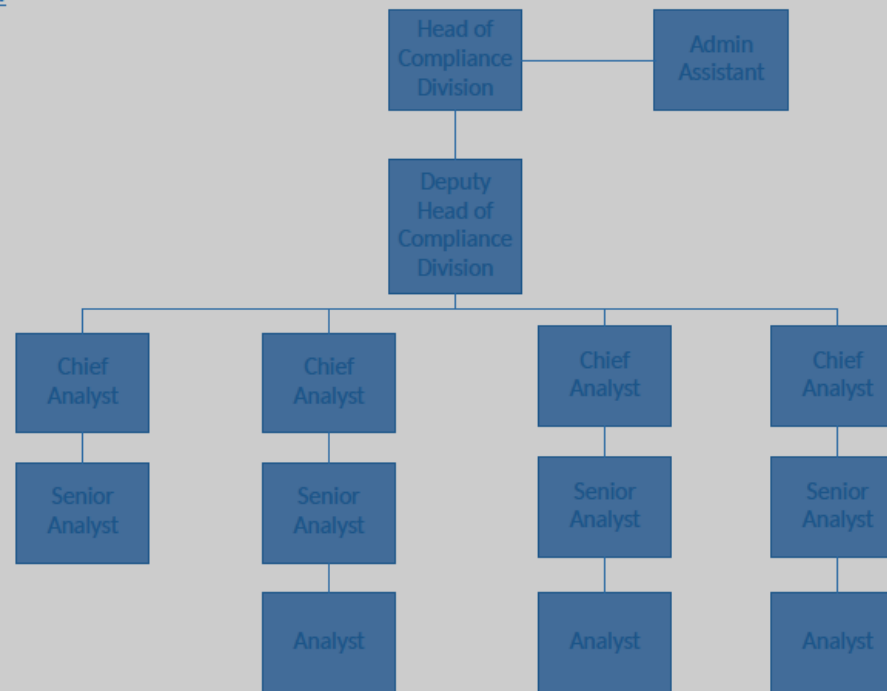 Head of
Compliance
Division
Admin
Assistant
Deputy
Head of
Compliance
Division
Chief
Analyst
Chief
Analyst
Chief
Analyst
Chief
Analyst
Senior
Analyst
Senior
Analyst
Senior
Analyst
Senior
Analyst
Analyst
Analyst
Analyst